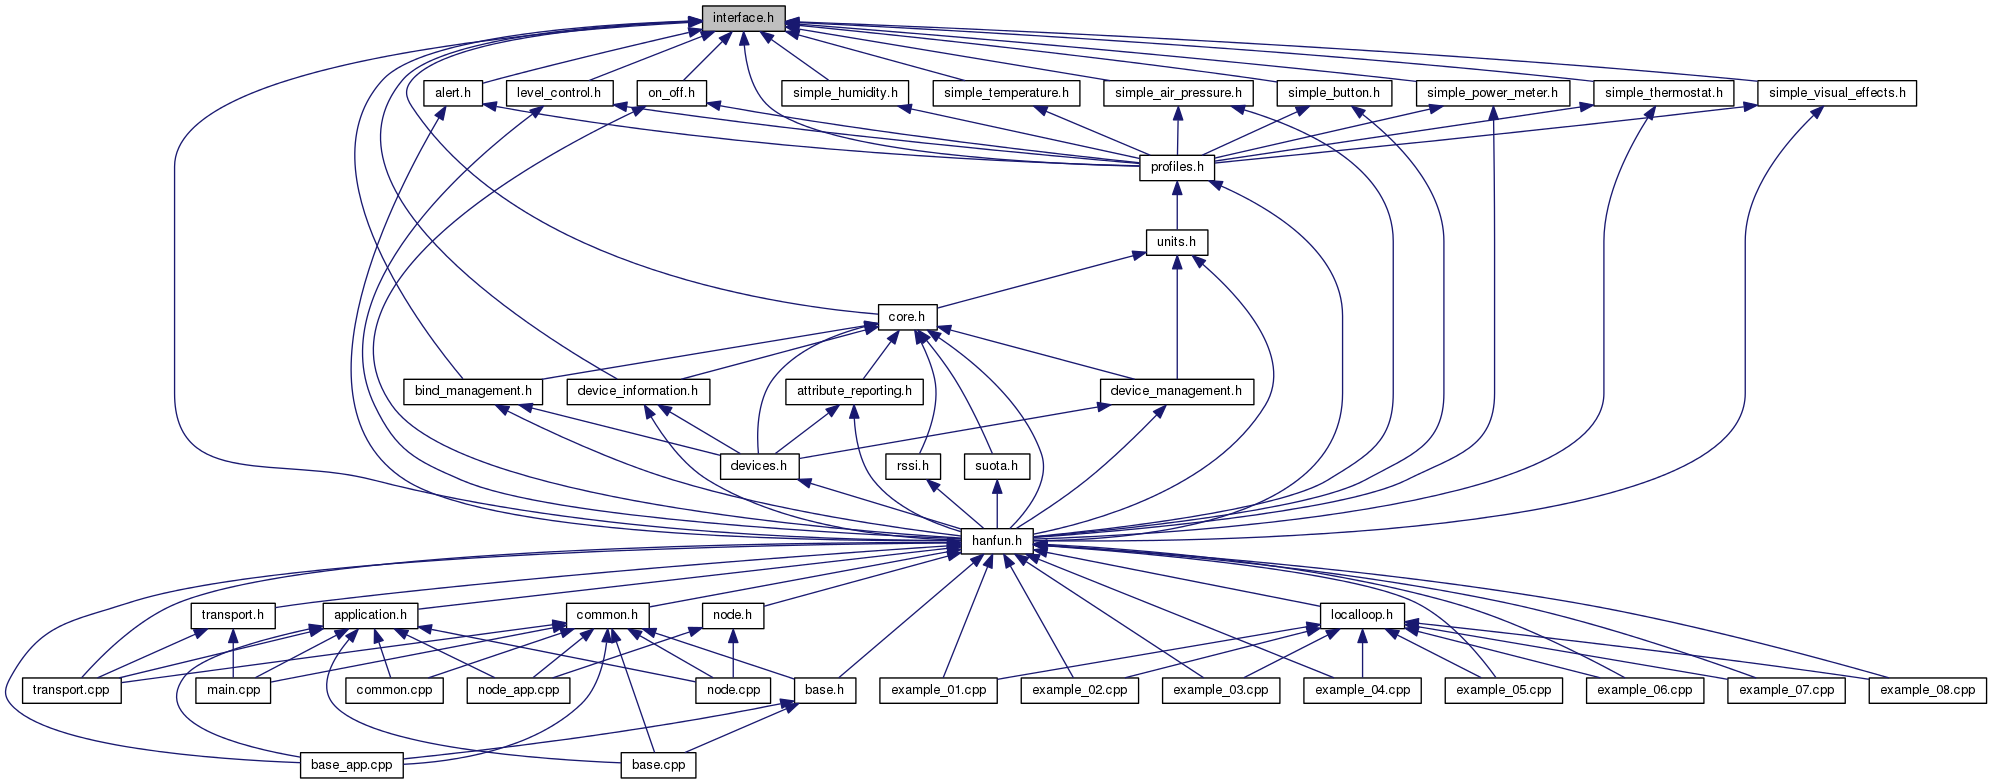 interface.h
alert.h
level_control.h
on_off.h
simple_humidity.h
simple_temperature.h
simple_air_pressure.h
simple_button.h
simple_power_meter.h
simple_thermostat.h
simple_visual_effects.h
profiles.h
units.h
core.h
bind_management.h
device_information.h
attribute_reporting.h
device_management.h
devices.h
rssi.h
suota.h
hanfun.h
transport.h
application.h
common.h
node.h
localloop.h
transport.cpp
main.cpp
common.cpp
node_app.cpp
node.cpp
base.h
example_01.cpp
example_02.cpp
example_03.cpp
example_04.cpp
example_05.cpp
example_06.cpp
example_07.cpp
example_08.cpp
base_app.cpp
base.cpp